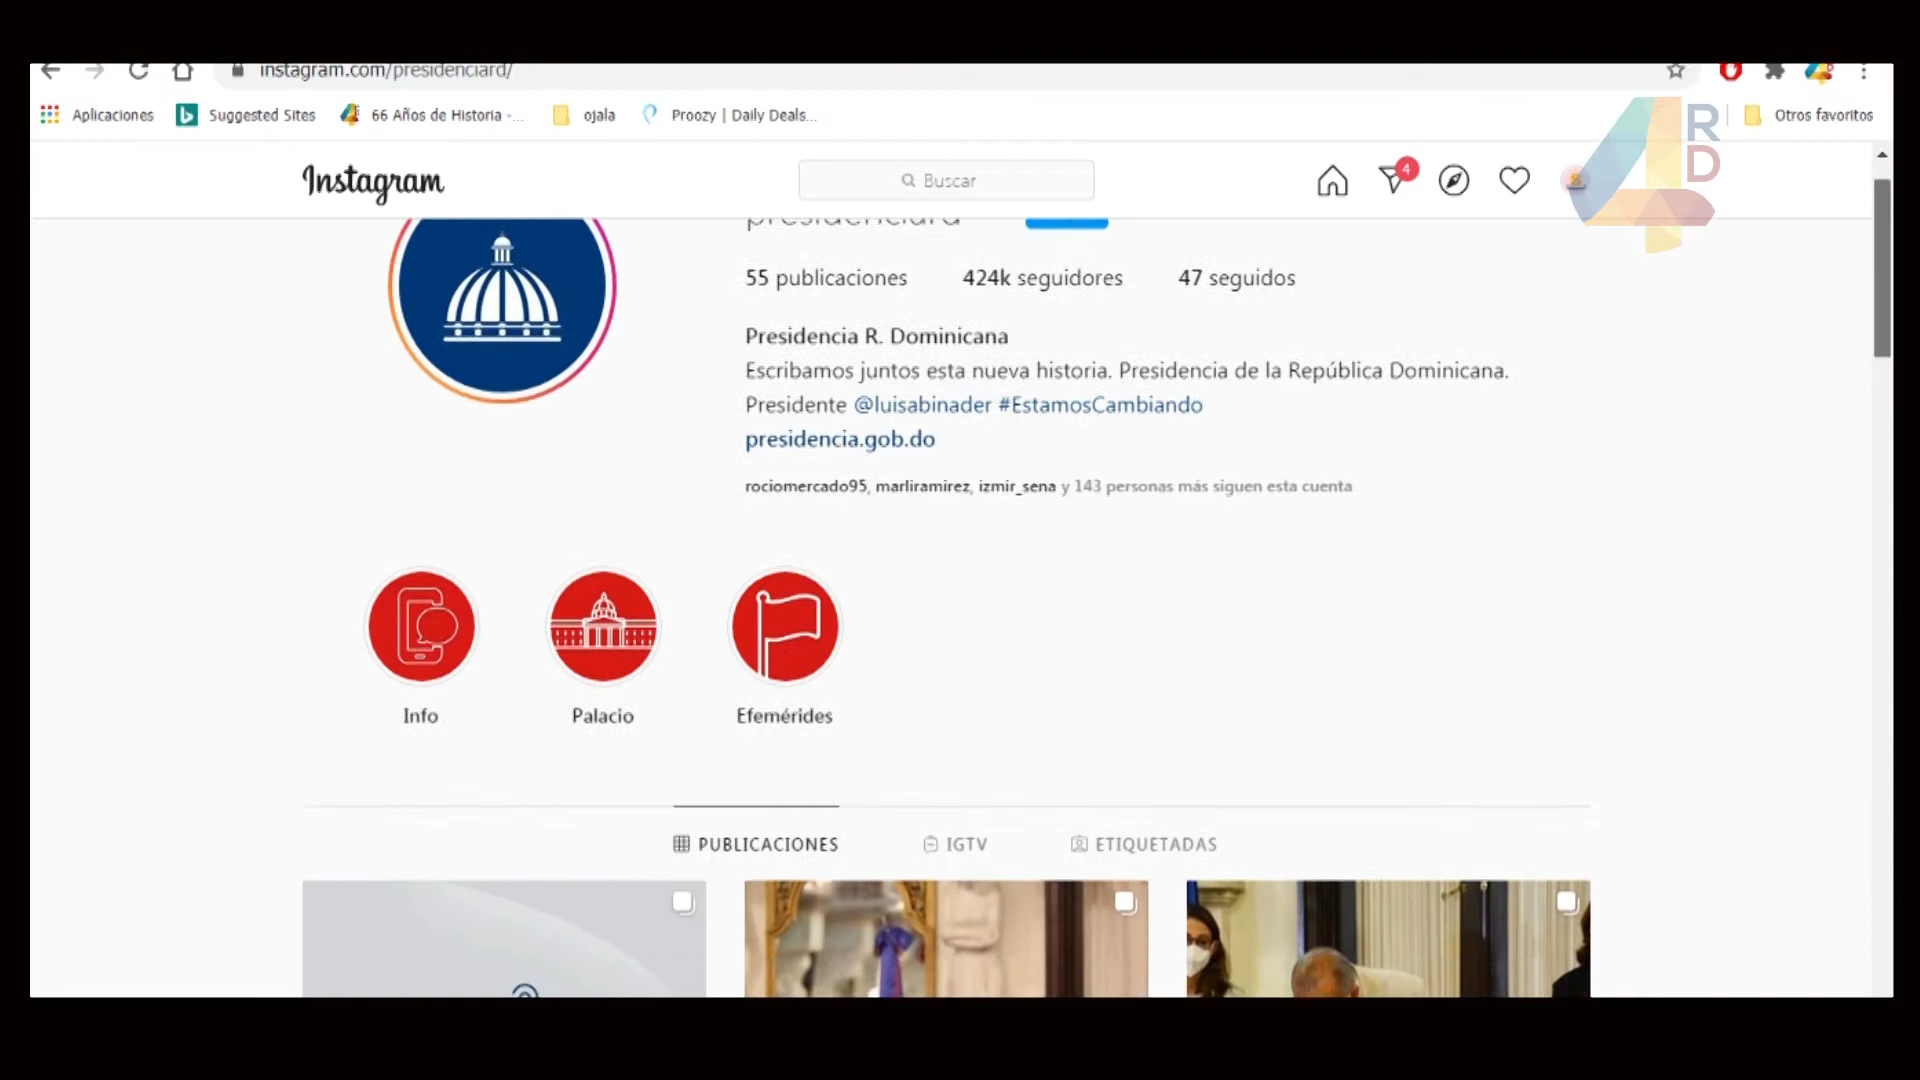 instagram.com/presidenciard/
Aplicaciones
Suggested Sites
66 Años de Historia -...
ojala
Proozy | Daily Deals...
Otros favoritos
4
RD
Instagram
Buscar
4
presidenciard
55 publicaciones
424k seguidores
47 seguidos
Presidencia R. Dominicana
Escribamos juntos esta nueva historia. Presidencia de la República Dominicana.
Presidente @luisabinader #EstamosCambiando
presidencia.gob.do
rociomercado95, marliramirez, izmir_sena y 143 personas más siguen esta cuenta
Info
Palacio
Efemérides
PUBLICACIONES
IGTV
ETIQUETADAS